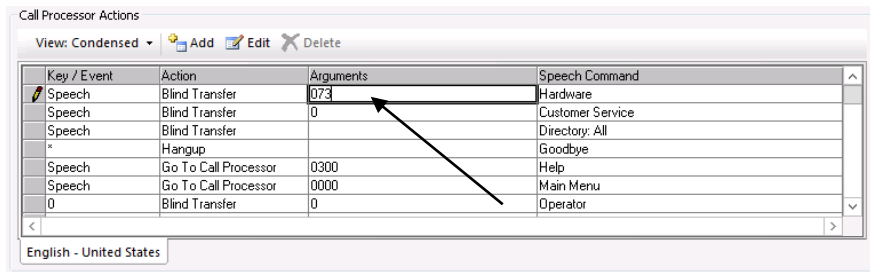 Call Processor Actions
View: Condensed Add Edit Delete
Key / Event Action Arguments Speech Command
Speech Blind Transfer 073 Hardware
Speech Blind Transfer 0 Customer Service
Speech Blind Transfer Directory: All
* Hangup Goodbye
Speech Go To Call Processor 0300 Help
Speech Go To Call Processor 0000 Main Menu
0 Blind Transfer 0 Operator
English - United States